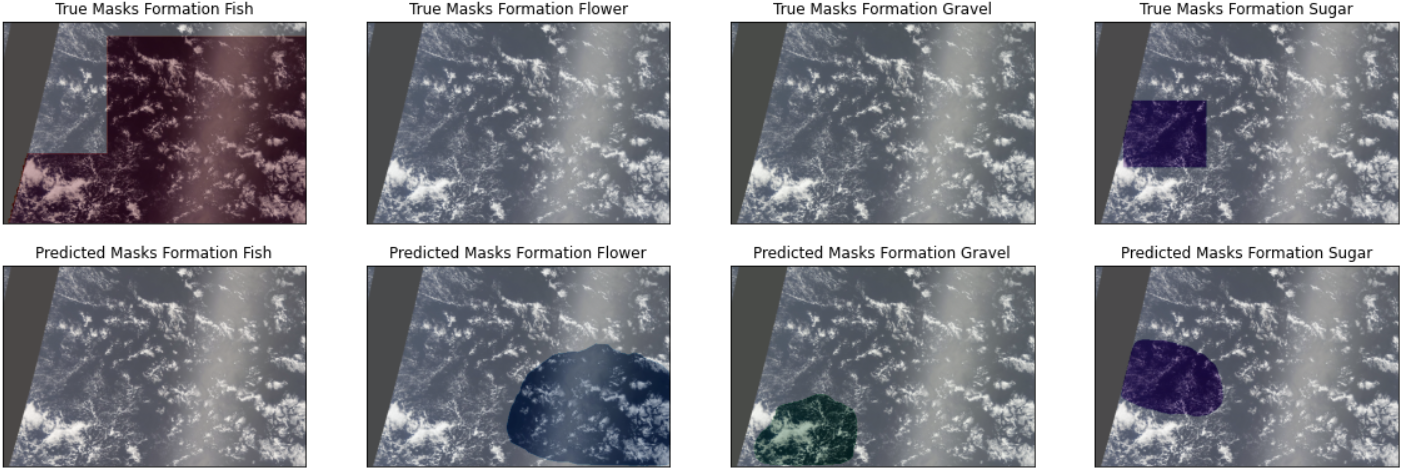 True Masks Formation Fish
True Masks Formation Flower
True Masks Formation Gravel
True Masks Formation Sugar
Predicted Masks Formation Fish
Predicted Masks Formation Flower
Predicted Masks Formation Gravel
Predicted Masks Formation Sugar